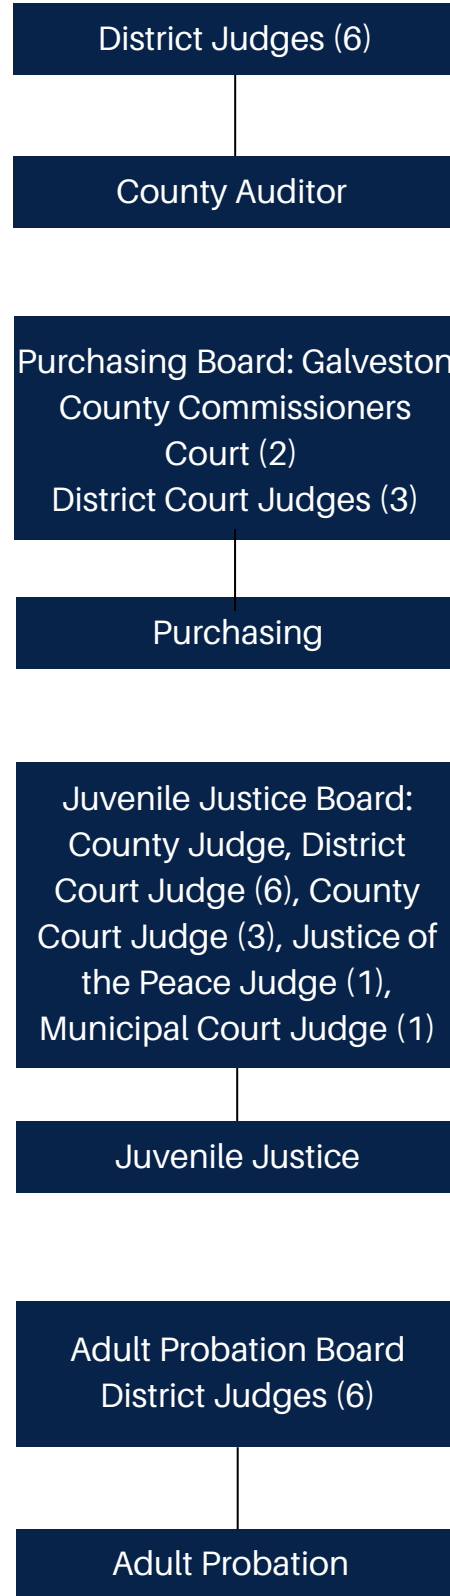 District Judges (6)
County Auditor
Purchasing Board: Galveston
County Commissioners
Court (2)
District Court Judges (3)
Purchasing
Juvenile Justice Board:
County Judge, District
Court Judge (6), County
Court Judge (3), Justice of
the Peace Judge (1),
Municipal Court Judge (1)
Juvenile Justice
Adult Probation Board
District Judges (6)
Adult Probation